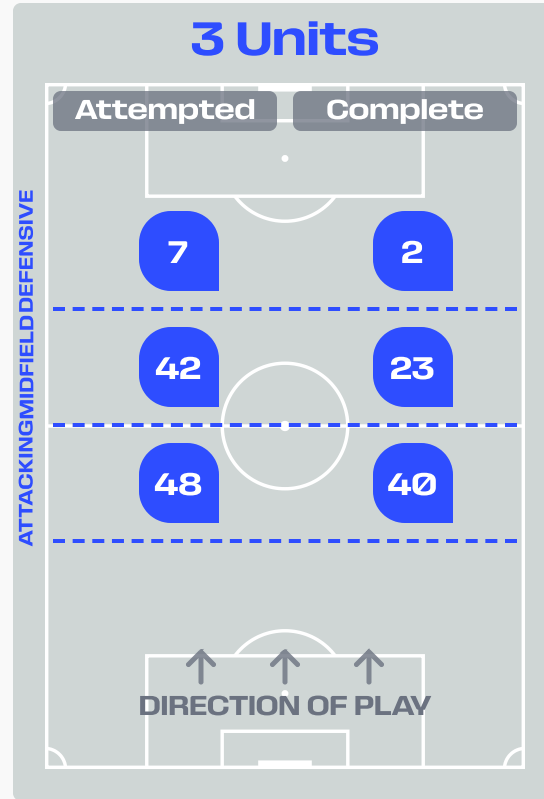 3 Units
Attempted Complete
DEFENSIVE
7 2
MIDFIELD
42 23
ATTACKING
48 40
DIRECTION OF PLAY